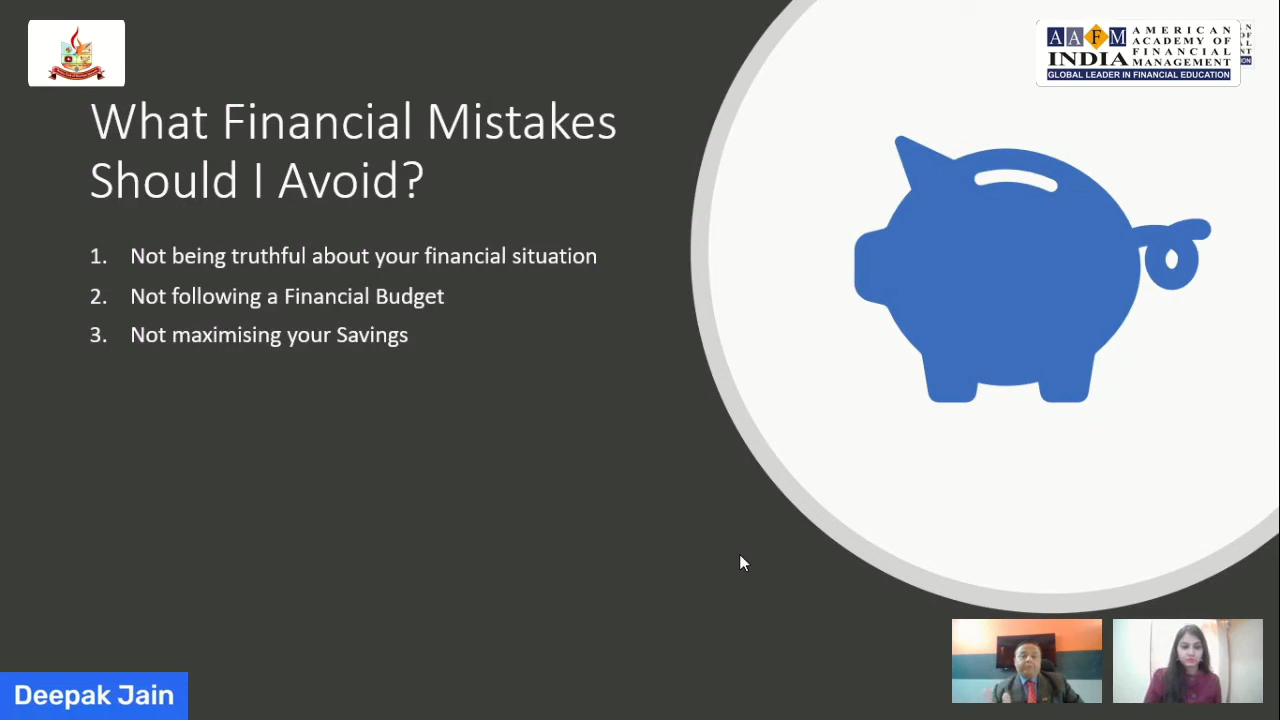 AAFM
INDIA
AMERICAN
ACADEMY OF
FINANCIAL
MANAGEMENT
GLOBAL LEADER IN FINANCIAL EDUCATION
What Financial Mistakes
Should I Avoid?
1. Not being truthful about your financial situation
2. Not following a Financial Budget
3. Not maximising your Savings
Deepak Jain